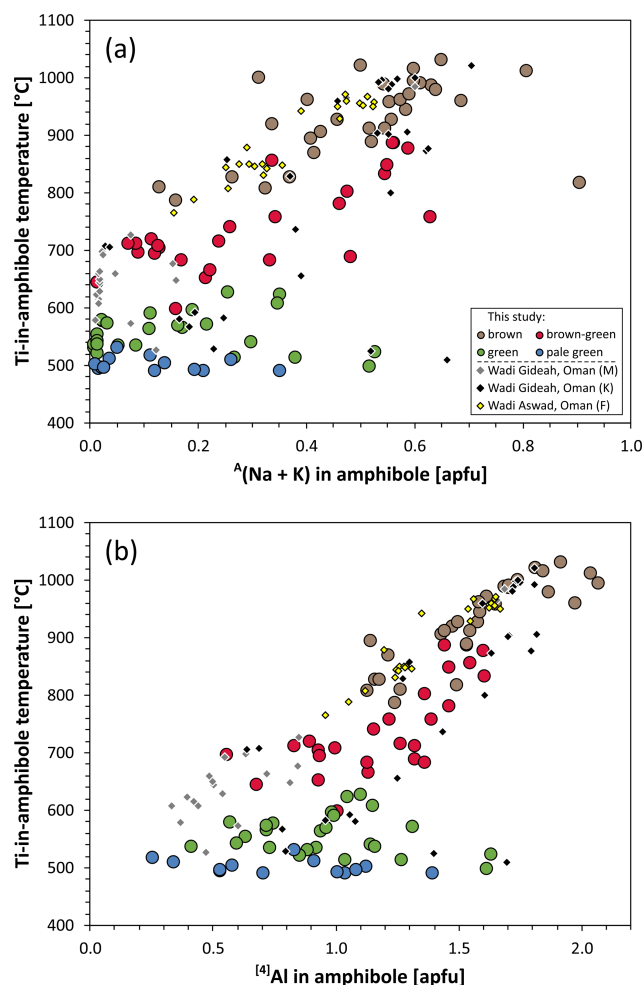 (a)
Ti-in-amphibole temperature [°C]
1100
1000
900
800
700
600
500
400
This study:
brown brown-green
green pale green
Wadi Gideah, Oman (M)
Wadi Gideah, Oman (K)
Wadi Aswad, Oman (F)
0.0 0.2 0.4 0.6 0.8 1.0
A(Na + K) in amphibole [apfu]
(b)
Ti-in-amphibole temperature [°C]
1100
1000
900
800
700
600
500
400
0.0 0.5 1.0 1.5 2.0
[4]Al in amphibole [apfu]